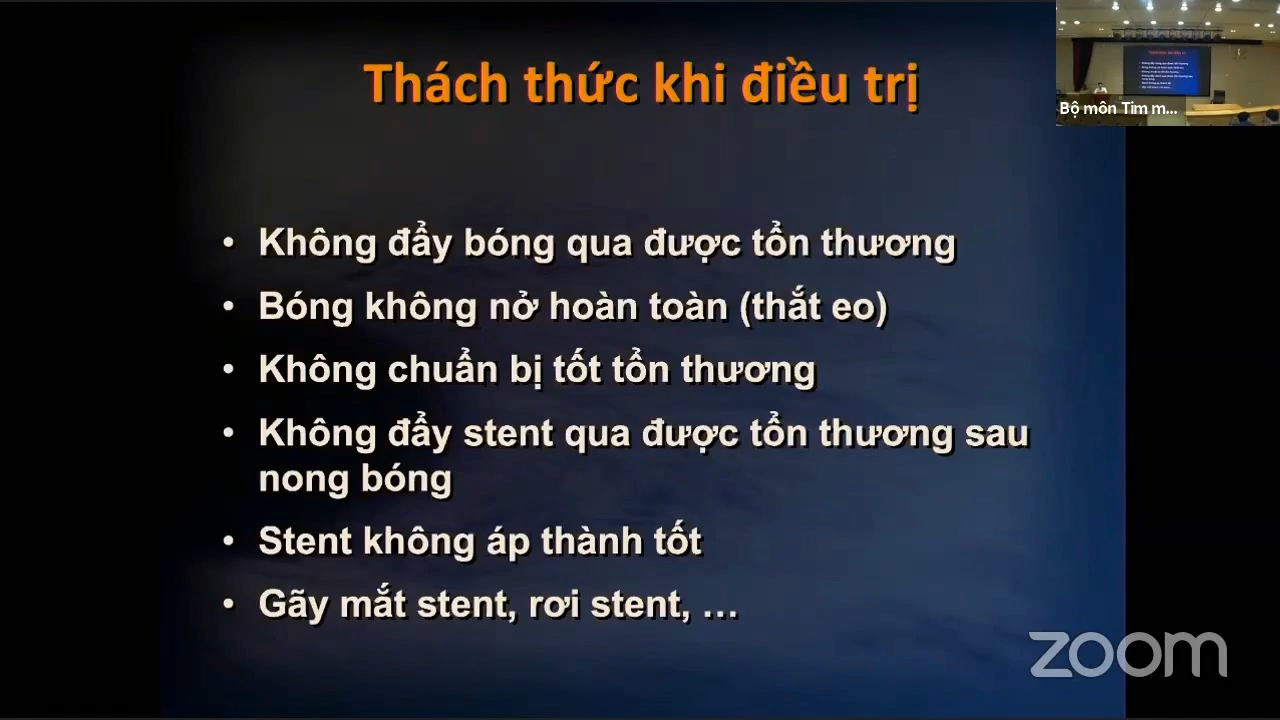 Thách thức khi điều trị
Bộ môn Tim m...
• Không đẩy bóng qua được tổn thương
• Bóng không nở hoàn toàn (thắt eo)
• Không chuẩn bị tốt tổn thương
• Không đẩy stent qua được tổn thương sau
nong bóng
• Stent không áp thành tốt
• Gãy mắt stent, rơi stent, …
zoom